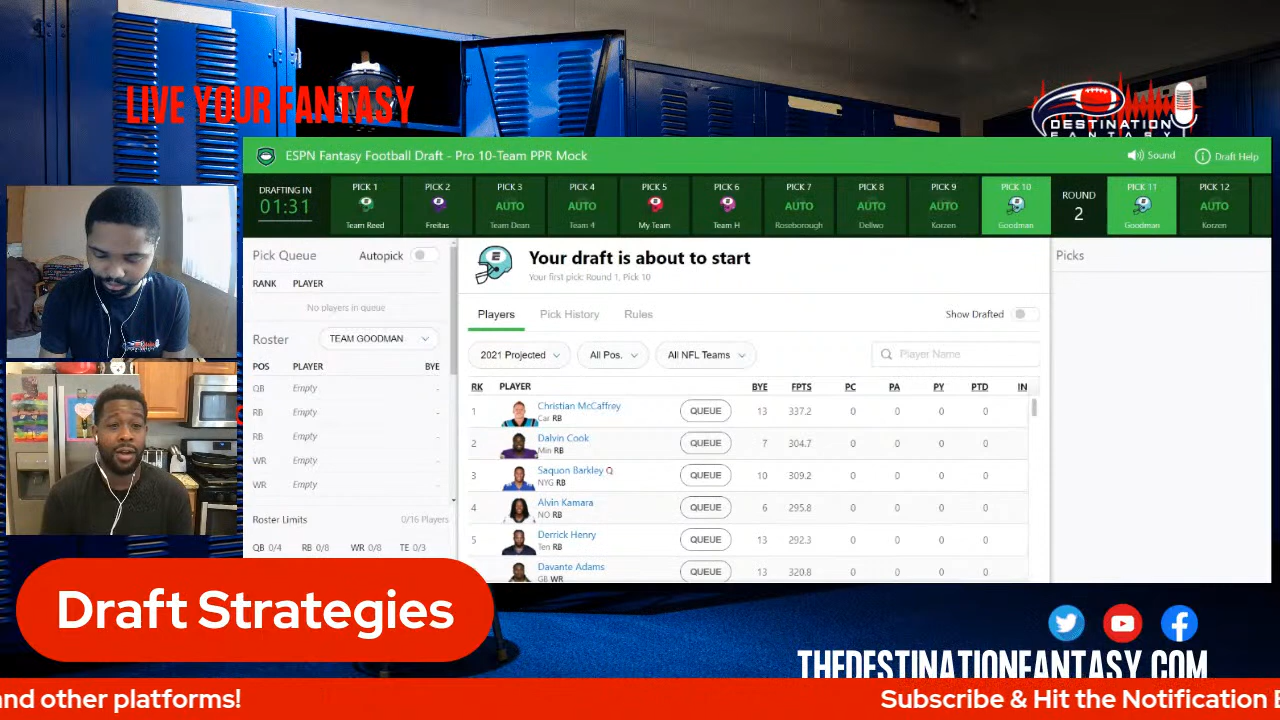 LIVE YOUR FANTASY
DESTINATION
FANTASY
ESPN Fantasy Football Draft - Pro 10-Team PPR Mock
Sound
Draft Help
DRAFTING IN
01:31
PICK 1
Team Reed
PICK 2
Freitas
PICK 3
AUTO
Team Dean
PICK 4
AUTO
Team 4
PICK 5
My Team
PICK 6
Team H
PICK 7
AUTO
Roseborough
PICK 8
AUTO
Dellwo
PICK 9
AUTO
Korzen
PICK 10
Goodman
ROUND
2
PICK 11
Goodman
PICK 12
AUTO
Korzen
Pick Queue
Autopick
RANK PLAYER
No players in queue
Roster
TEAM GOODMAN
POS PLAYER BYE
QB Empty -
RB Empty -
RB Empty -
WR Empty -
WR Empty -
Roster Limits 0/16 Players
QB 0/4 RB 0/8 WR 0/8 TE 0/3
Your draft is about to start
Your first pick: Round 1, Pick 10
Players Pick History Rules
Show Drafted
2021 Projected
All Pos.
All NFL Teams
Player Name
RK PLAYER BYE FPTS PC PA PY PTD IN
1 Christian McCaffrey QUEUE 13 337.2 0 0 0 0
Car RB
2 Dalvin Cook QUEUE 7 304.7 0 0 0 0
Min RB
3 Saquon Barkley Q QUEUE 10 309.2 0 0 0 0
NYG RB
4 Alvin Kamara QUEUE 6 295.8 0 0 0 0
NO RB
5 Derrick Henry QUEUE 13 292.3 0 0 0 0
Ten RB
Davante Adams QUEUE 13 320.8 0 0 0 0
GB WR
Picks
Draft Strategies
THEDESTINATIONFANTASY.COM
and other platforms!
Subscribe & Hit the Notification